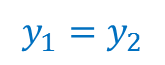 y₁ = y₂